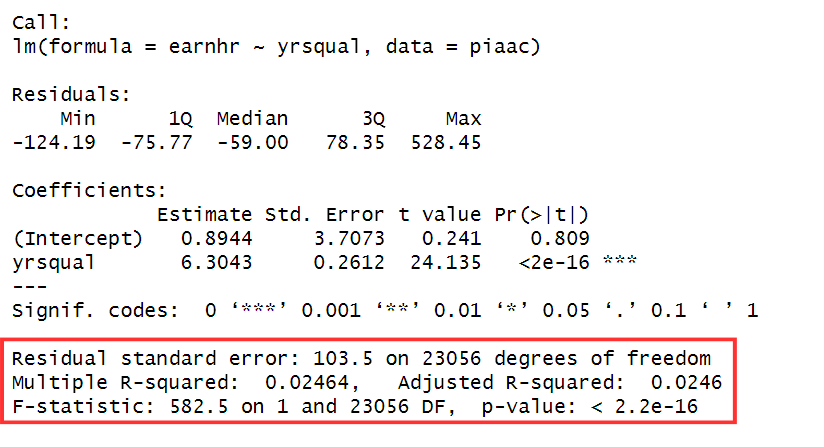 Call:
lm(formula = earnhr ~ yrsqual, data = piaac)
Residuals:
Min 1Q Median 3Q Max
-124.19 -75.77 -59.00 78.35 528.45
Coefficients:
Estimate Std. Error t value Pr(>|t|)
(Intercept) 0.8944 3.7073 0.241 0.809
yrsqual 6.3043 0.2612 24.135 <2e-16 ***
---
Signif. codes: 0 ‘***’ 0.001 ‘**’ 0.01 ‘*’ 0.05 ‘.’ 0.1 ‘ ’ 1
Residual standard error: 103.5 on 23056 degrees of freedom
Multiple R-squared: 0.02464, Adjusted R-squared: 0.0246
F-statistic: 582.5 on 1 and 23056 DF, p-value: < 2.2e-16